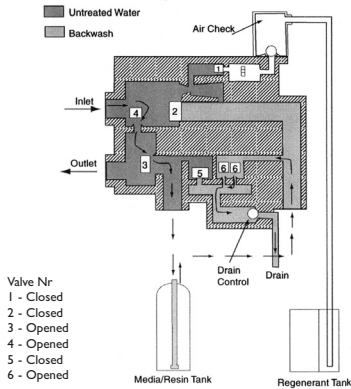 Untreated Water
Backwash
Air Check
1
Inlet
4
2
Outlet
3
5
6
6
Drain
Control
Drain
Valve Nr
1 - Closed
2 - Closed
3 - Opened
4 - Opened
5 - Closed
6 - Opened
Media/Resin Tank
Regenerant Tank